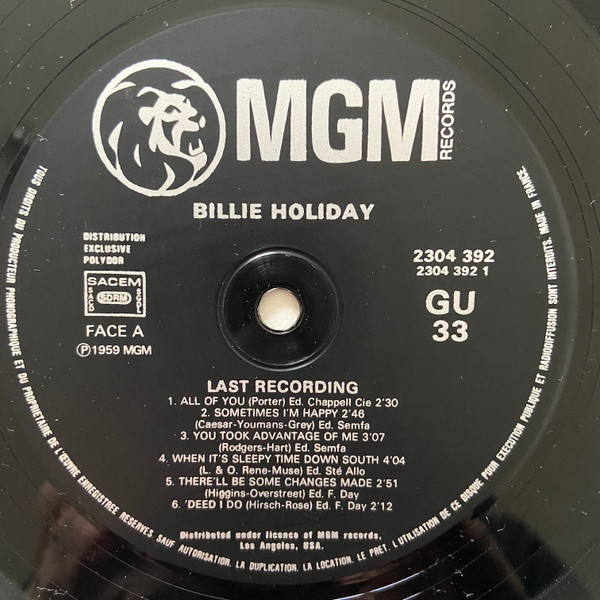 MGM
RECORDS
BILLIE HOLIDAY
DISTRIBUTION
EXCLUSIVE
POLYDOR
SACEM
SACD
SDRM
SGDL
FACE A
Ⓟ1959 MGM
2304 392
2304 392 1
GU
33
LAST RECORDING
1. ALL OF YOU (Porter) Ed. Chappell Cie 2'30
2. SOMETIMES I'M HAPPY 2'46
(Caesar-Youmans-Grey) Ed. Semfa
3. YOU TOOK ADVANTAGE OF ME 3'07
(Rodgers-Hart) Ed. Semfa
4. WHEN IT'S SLEEPY TIME DOWN SOUTH 4'04
(L. & O. Rene-Muse) Ed. Sté Allo
5. THERE'LL BE SOME CHANGES MADE 2'51
(Higgins-Overstreet) Ed. F. Day
6. 'DEED I DO (Hirsch-Rose) Ed. F. Day 2'12
Distributed under licence of MGM records,
Los Angeles, USA.
TOUS DROITS DU PRODUCTEUR PHONOGRAPHIQUE ET DU PROPRIETAIRE DE L'ŒUVRE ENREGISTREE RESERVES SAUF AUTORISATION. LA DUPLICATION. LA LOCATION. LE PRET. L'UTILISATION DE CE DISQUE POUR EXECUTION PUBLIQUE ET RADIODIFFUSION SONT INTERDITS. MADE IN FRANCE.